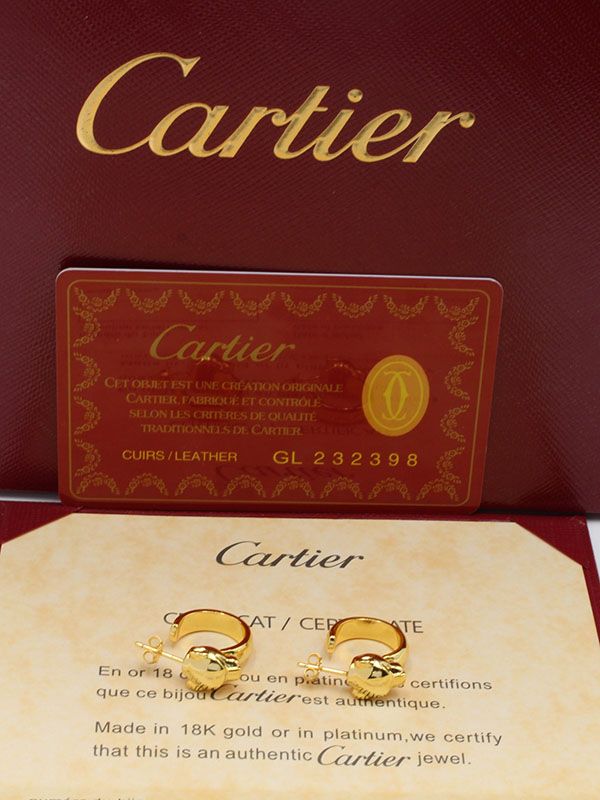 Cartier
Cartier
CET OBJET EST UNE CRÉATION ORIGINALE
CARTIER, FABRIQUÉ ET CONTRÔLÉ
SELON LES CRITÈRES DE QUALITÉ
TRADITIONNELS DE CARTIER.
CUIRS / LEATHER GL 232398
Cartier
CAT / CER
En or 18 ou en platine certifions
que ce bijou Cartier est authentique.
Made in 18K gold or in platinum,we certify
that this is an authentic Cartier jewel.